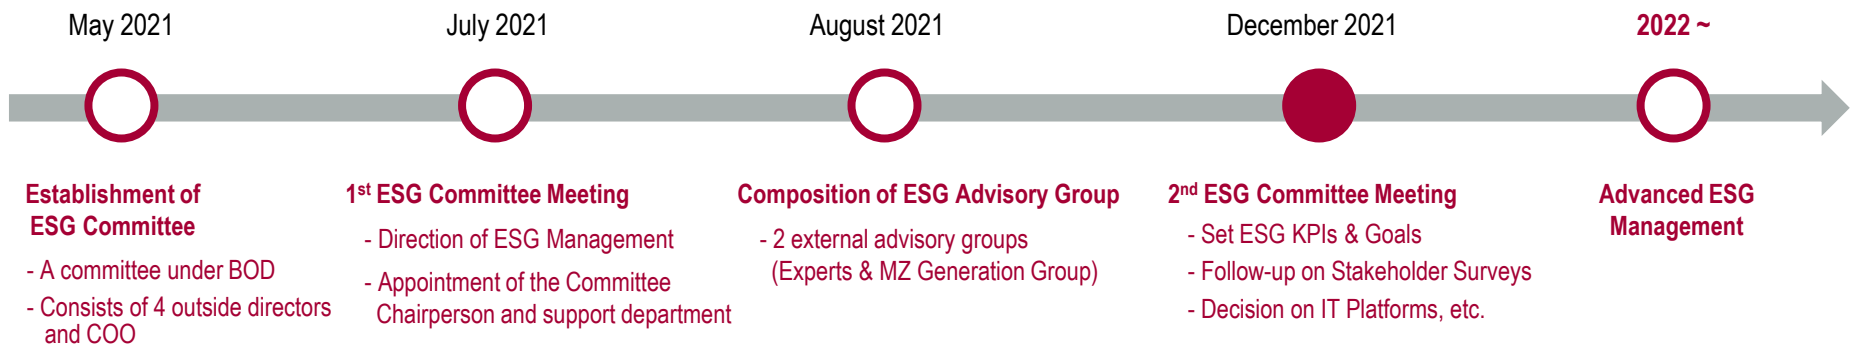 May 2021
Establishment of
ESG Committee
- A committee under BOD
- Consists of 4 outside directors
and COO
July 2021
1st ESG Committee Meeting
- Direction of ESG Management
- Appointment of the Committee
Chairperson and support department
August 2021
Composition of ESG Advisory Group
- 2 external advisory groups
(Experts & MZ Generation Group)
December 2021
2nd ESG Committee Meeting
- Set ESG KPIs & Goals
- Follow-up on Stakeholder Surveys
- Decision on IT Platforms, etc.
2022 ~
Advanced ESG
Management